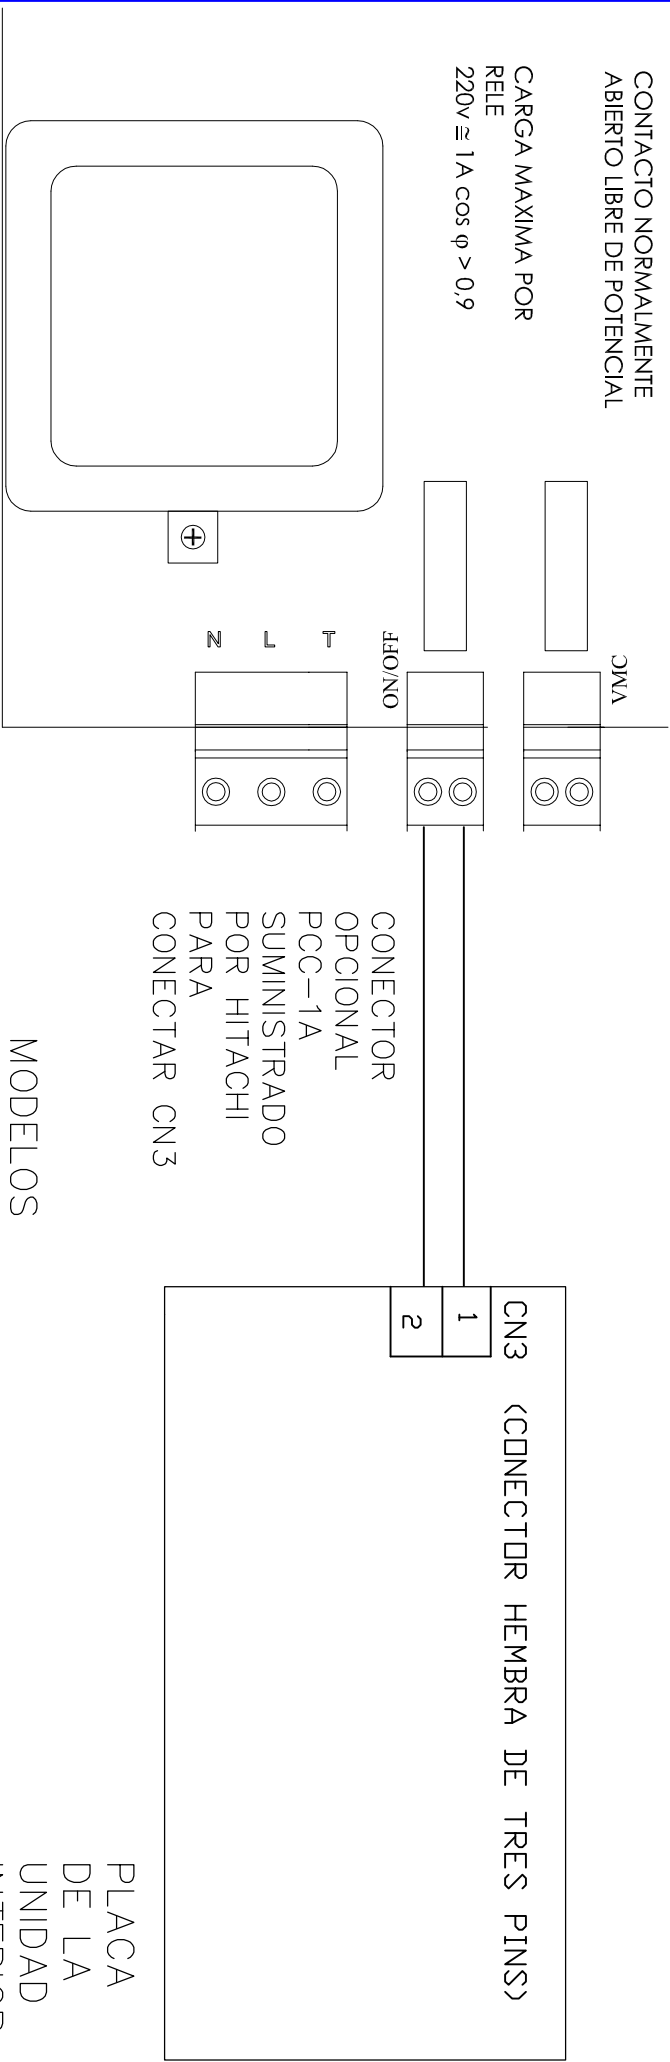 CONTACTO NORMALMENTE
ABIERTO LIBRE DE POTENCIAL
CARGA MAXIMA POR
RELE
220v ≅ 1A cos φ > 0,9
VMC
ON/OFF
T
L
N
CONECTOR
OPCIONAL
PCC-1A
SUMINISTRADO
POR HITACHI
PARA
CONECTAR CN3
CN3 (CONECTOR HEMBRA DE TRES PINS)
1
2
MODELOS
PLACA
DE LA
UNIDAD